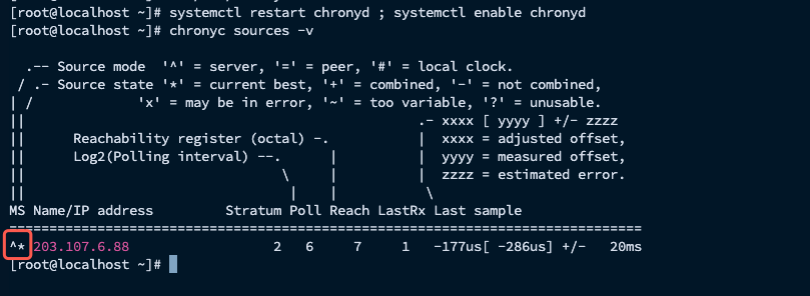 [root@localhost ~]# systemctl restart chronyd ; systemctl enable chronyd
[root@localhost ~]# chronyc sources -v

  .-- Source mode  '^' = server, '=' = peer, '#' = local clock.
 / .- Source state '*' = current best, '+' = combined, '-' = not combined,
| /             'x' = may be in error, '~' = too variable, '?' = unusable.
||                                                 .- xxxx [ yyyy ] +/- zzzz
||      Reachability register (octal) -.           |  xxxx = adjusted offset,
||      Log2(Polling interval) --.      |          |  yyyy = measured offset,
||                                \     |          |  zzzz = estimated error.
||                                 |    |           \
MS Name/IP address         Stratum Poll Reach LastRx Last sample
===============================================================================
^* 203.107.6.88                  2   6     7     1   -177us[ -286us] +/-   20ms
[root@localhost ~]#